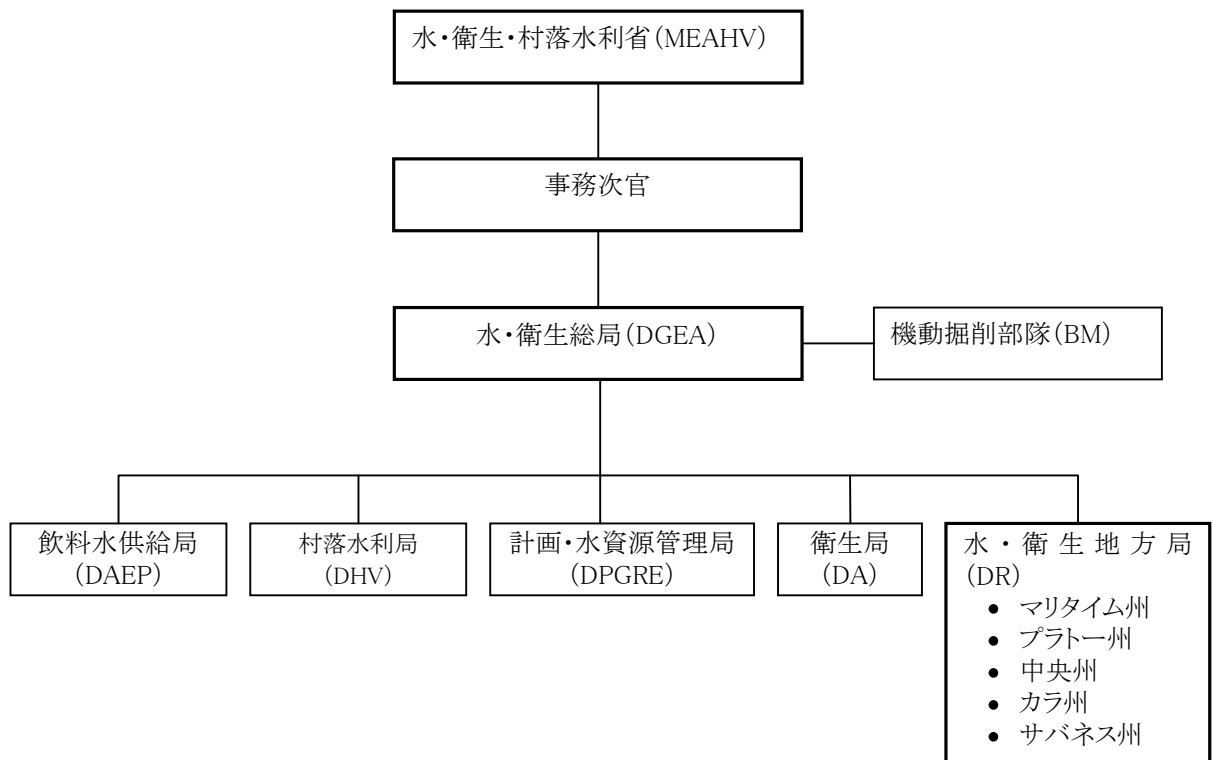 水・衛生・村落水利省(MEAHV)
事務次官
水・衛生総局(DGEA)
機動掘削部隊(BM)
飲料水供給局
(DAEP)
村落水利局
(DHV)
計画・水資源管理局
(DPGRE)
衛生局
(DA)
水・衛生地方局
(DR)
• マリタイム州
• プラトー州
• 中央州
• カラ州
• サバネス州